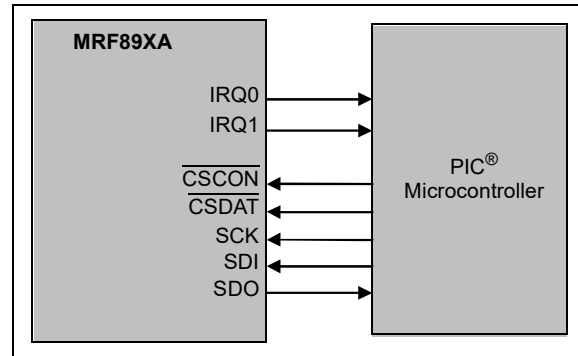 MRF89XA
IRQ0
IRQ1
CSCON
CSDAT
SCK
SDI
SDO
PIC®
Microcontroller